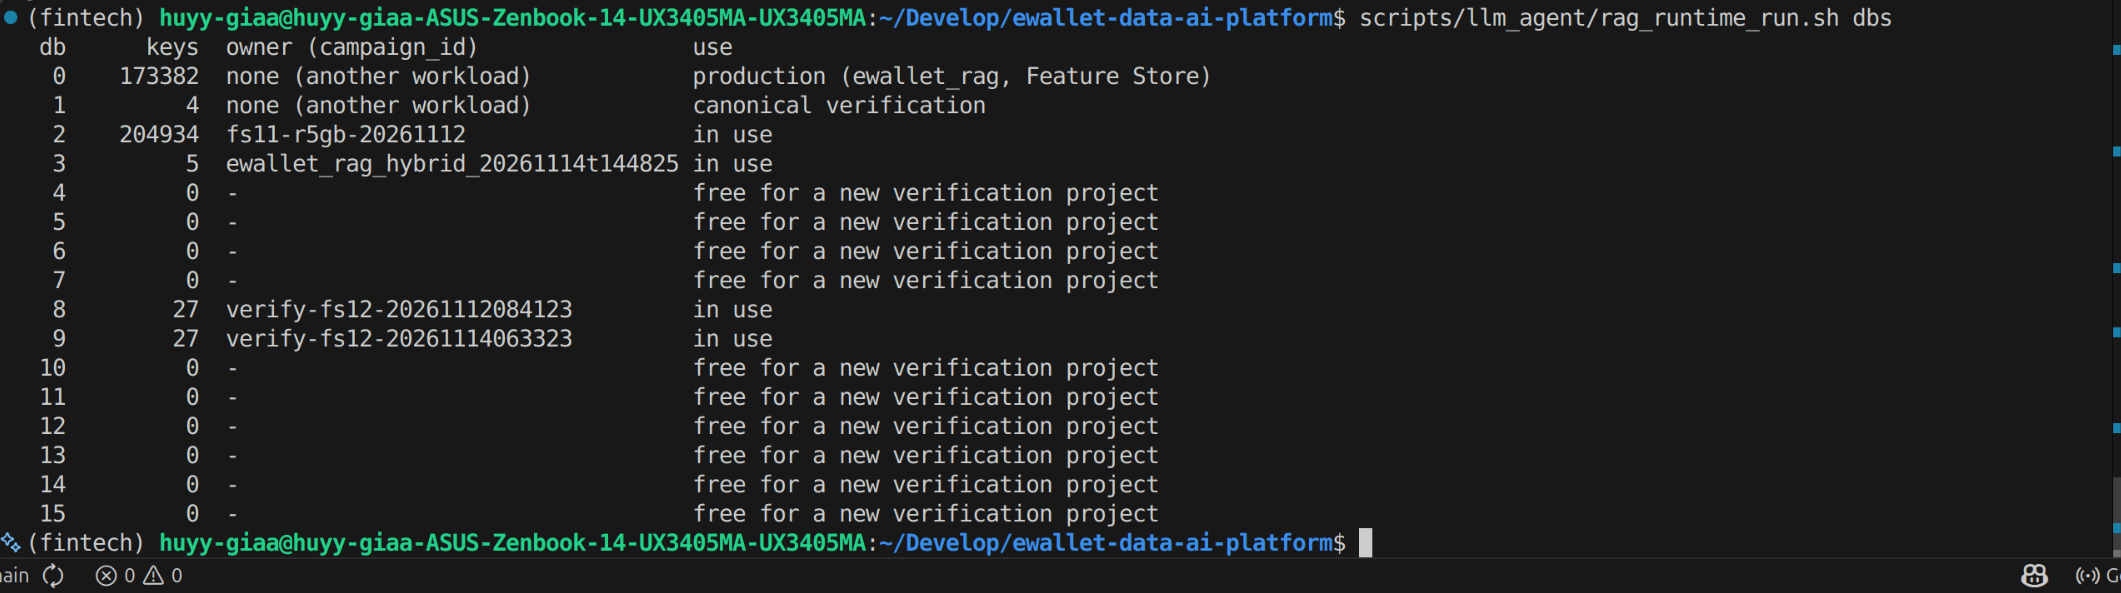 (fintech) huyy-giaa@huyy-giaa-ASUS-Zenbook-14-UX3405MA-UX3405MA:~/Develop/ewallet-data-ai-platform$ scripts/llm_agent/rag_runtime_run.sh dbs
db keys owner (campaign_id) use
0 173382 none (another workload) production (ewallet_rag, Feature Store)
1 4 none (another workload) canonical verification
2 204934 fs11-r5gb-20261112 in use
3 5 ewallet_rag_hybrid_20261114t144825 in use
4 0 - free for a new verification project
5 0 - free for a new verification project
6 0 - free for a new verification project
7 0 - free for a new verification project
8 27 verify-fs12-20261112084123 in use
9 27 verify-fs12-20261114063323 in use
10 0 - free for a new verification project
11 0 - free for a new verification project
12 0 - free for a new verification project
13 0 - free for a new verification project
14 0 - free for a new verification project
15 0 - free for a new verification project
(fintech) huyy-giaa@huyy-giaa-ASUS-Zenbook-14-UX3405MA-UX3405MA:~/Develop/ewallet-data-ai-platform$
ain 0 0 G